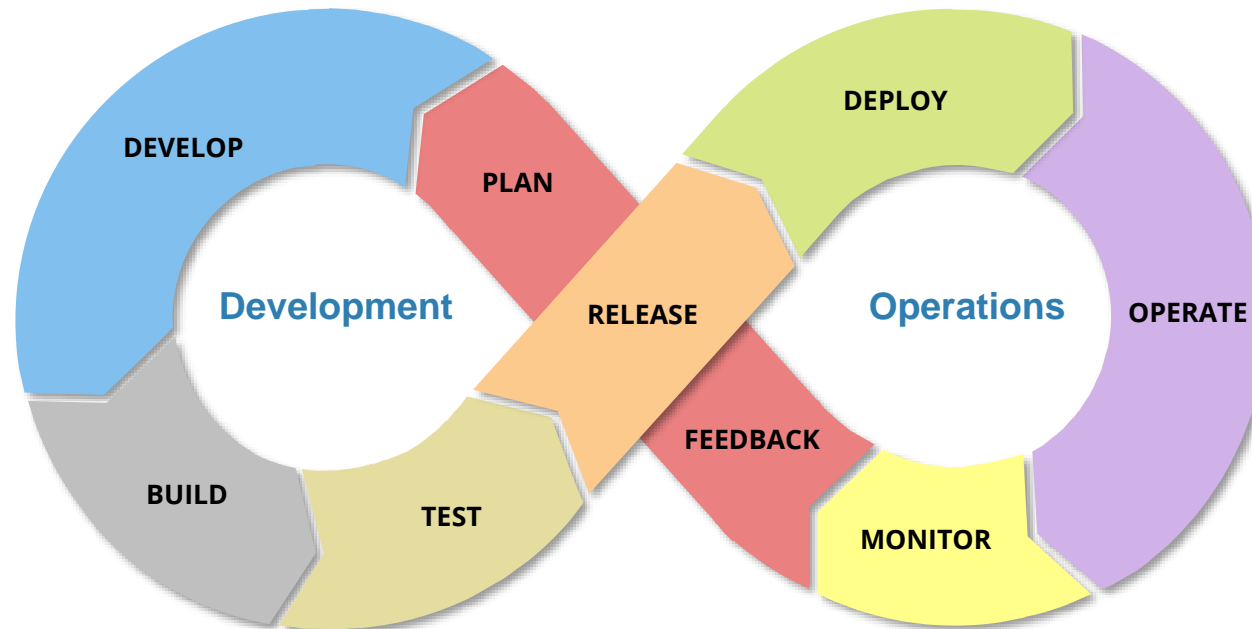 DEPLOY
DEVELOP
PLAN
Development
RELEASE
Operations
OPERATE
FEEDBACK
BUILD
TEST
MONITOR